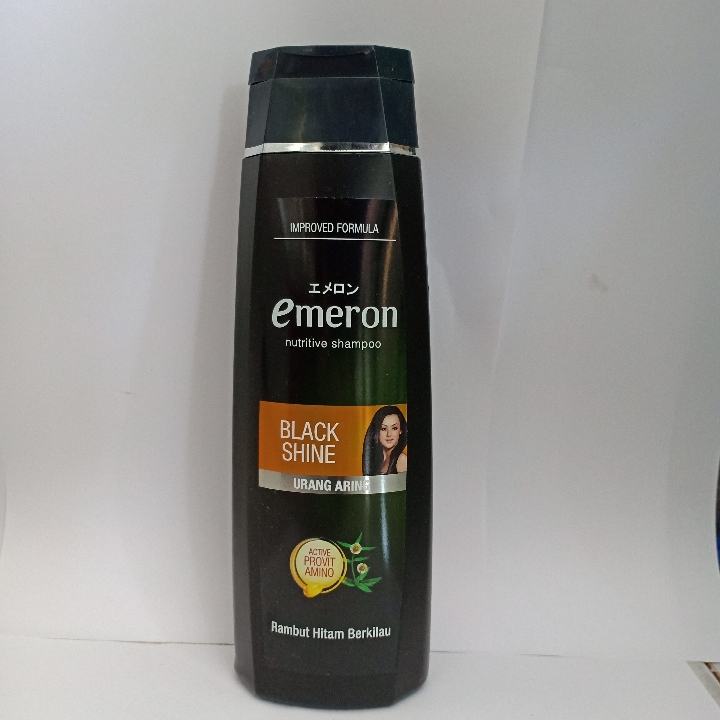 IMPROVED FORMULA
エメロン
emeron
nutritive shampoo
BLACK
SHINE
URANG ARING
ACTIVE
PROVIT
AMINO
Rambut Hitam Berkilau